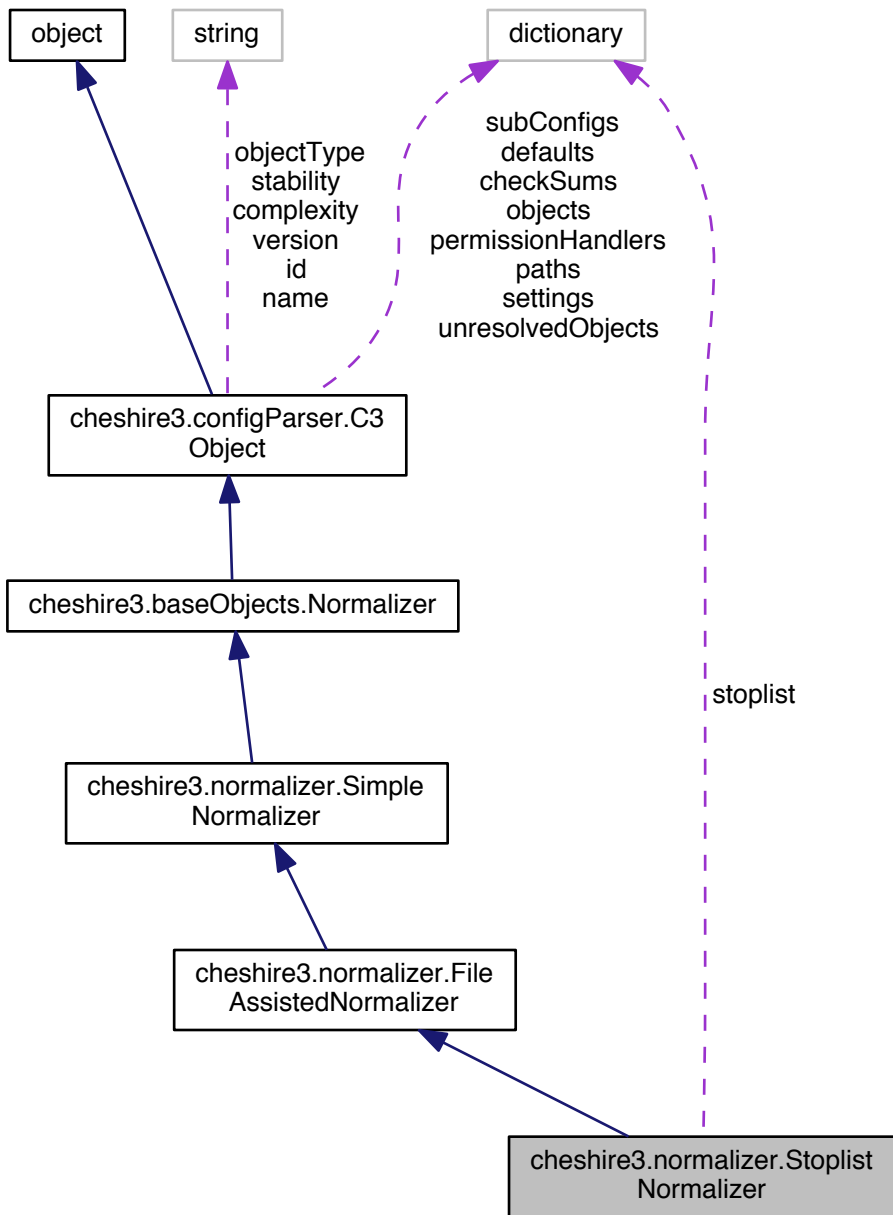 object
string
dictionary
objectType
stability
complexity
version
id
name
subConfigs
defaults
checkSums
objects
permissionHandlers
paths
settings
unresolvedObjects
cheshire3.configParser.C3
Object
cheshire3.baseObjects.Normalizer
stoplist
cheshire3.normalizer.Simple
Normalizer
cheshire3.normalizer.File
AssistedNormalizer
cheshire3.normalizer.Stoplist
Normalizer